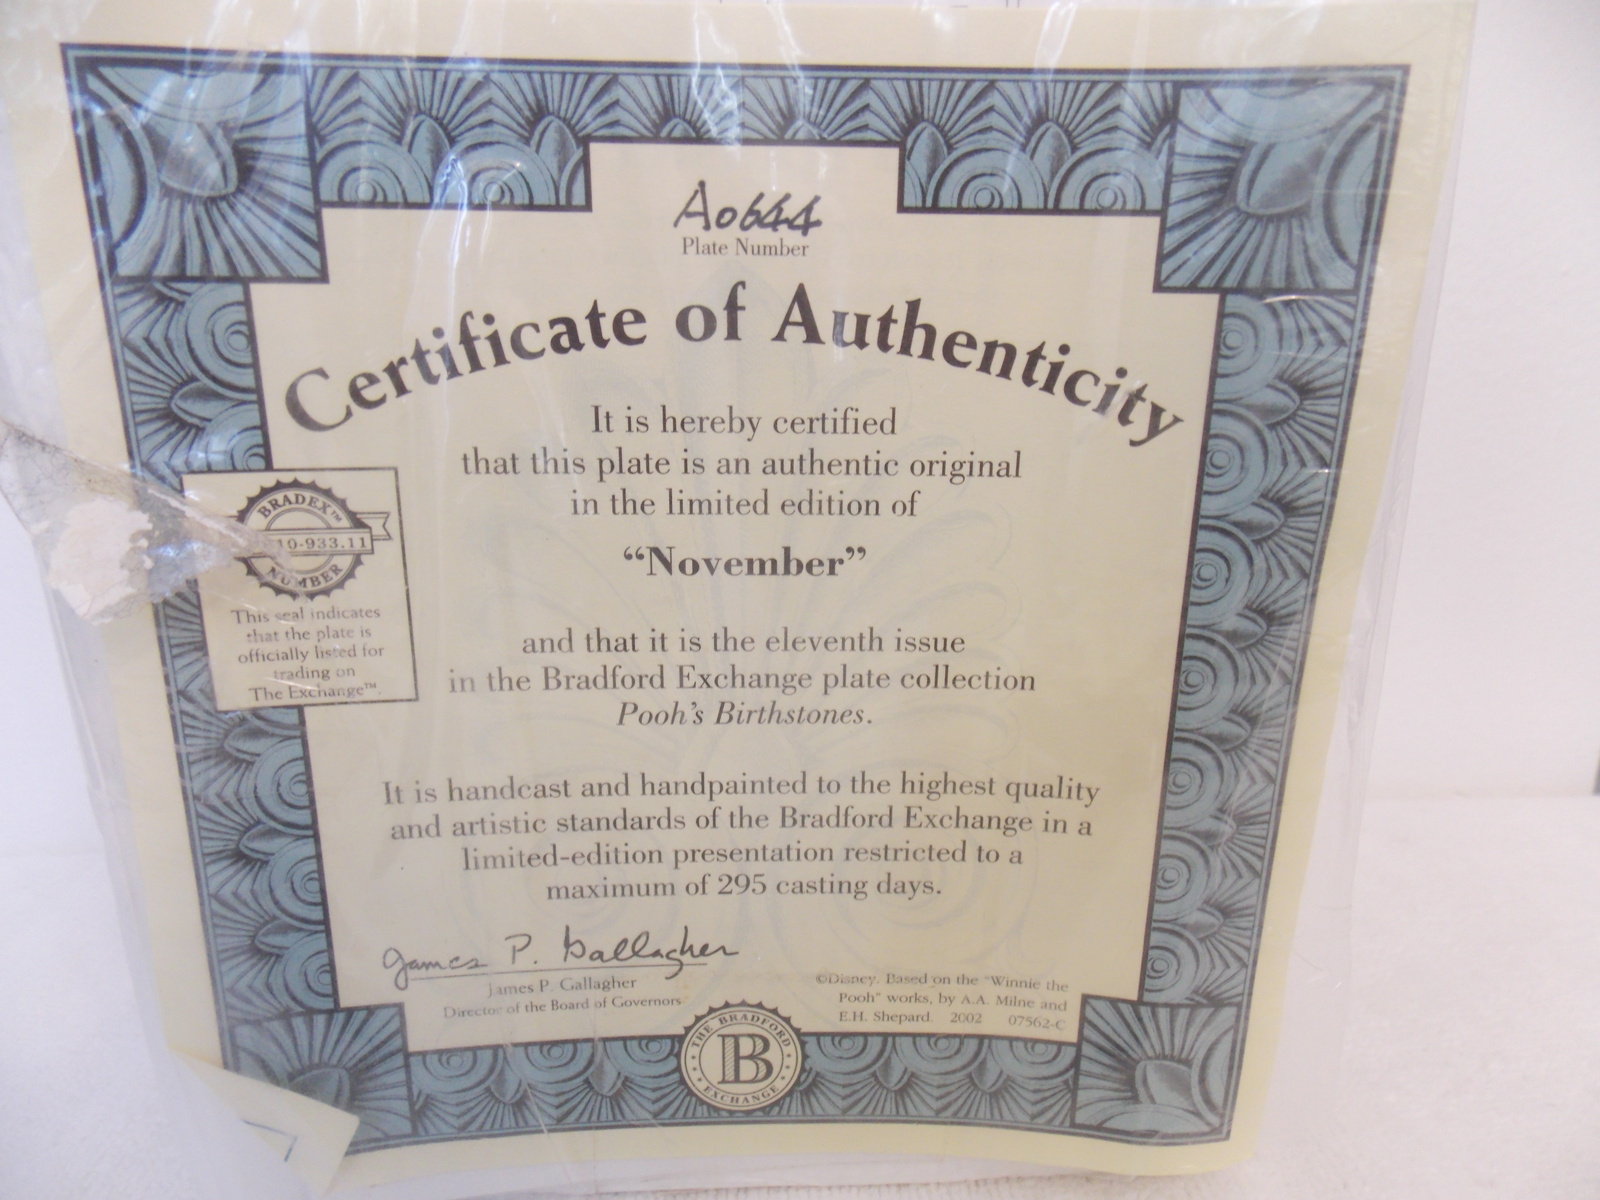 A0644
Plate Number
Certificate of Authenticity
It is hereby certified
that this plate is an authentic original
in the limited edition of
“November”
and that it is the eleventh issue
in the Bradford Exchange plate collection
Pooh’s Birthstones.
BRADEX™
10-933.11
NUMBER
This seal indicates
that the plate is
officially listed for
trading on
The Exchange™.
It is handcast and handpainted to the highest quality
and artistic standards of the Bradford Exchange in a
limited-edition presentation restricted to a
maximum of 295 casting days.
James P. Gallagher
James P. Gallagher
Director of the Board of Governors
©Disney. Based on the “Winnie the
Pooh” works, by A.A. Milne and
E.H. Shepard. 2002 07562-C
THE BRADFORD
B
EXCHANGE